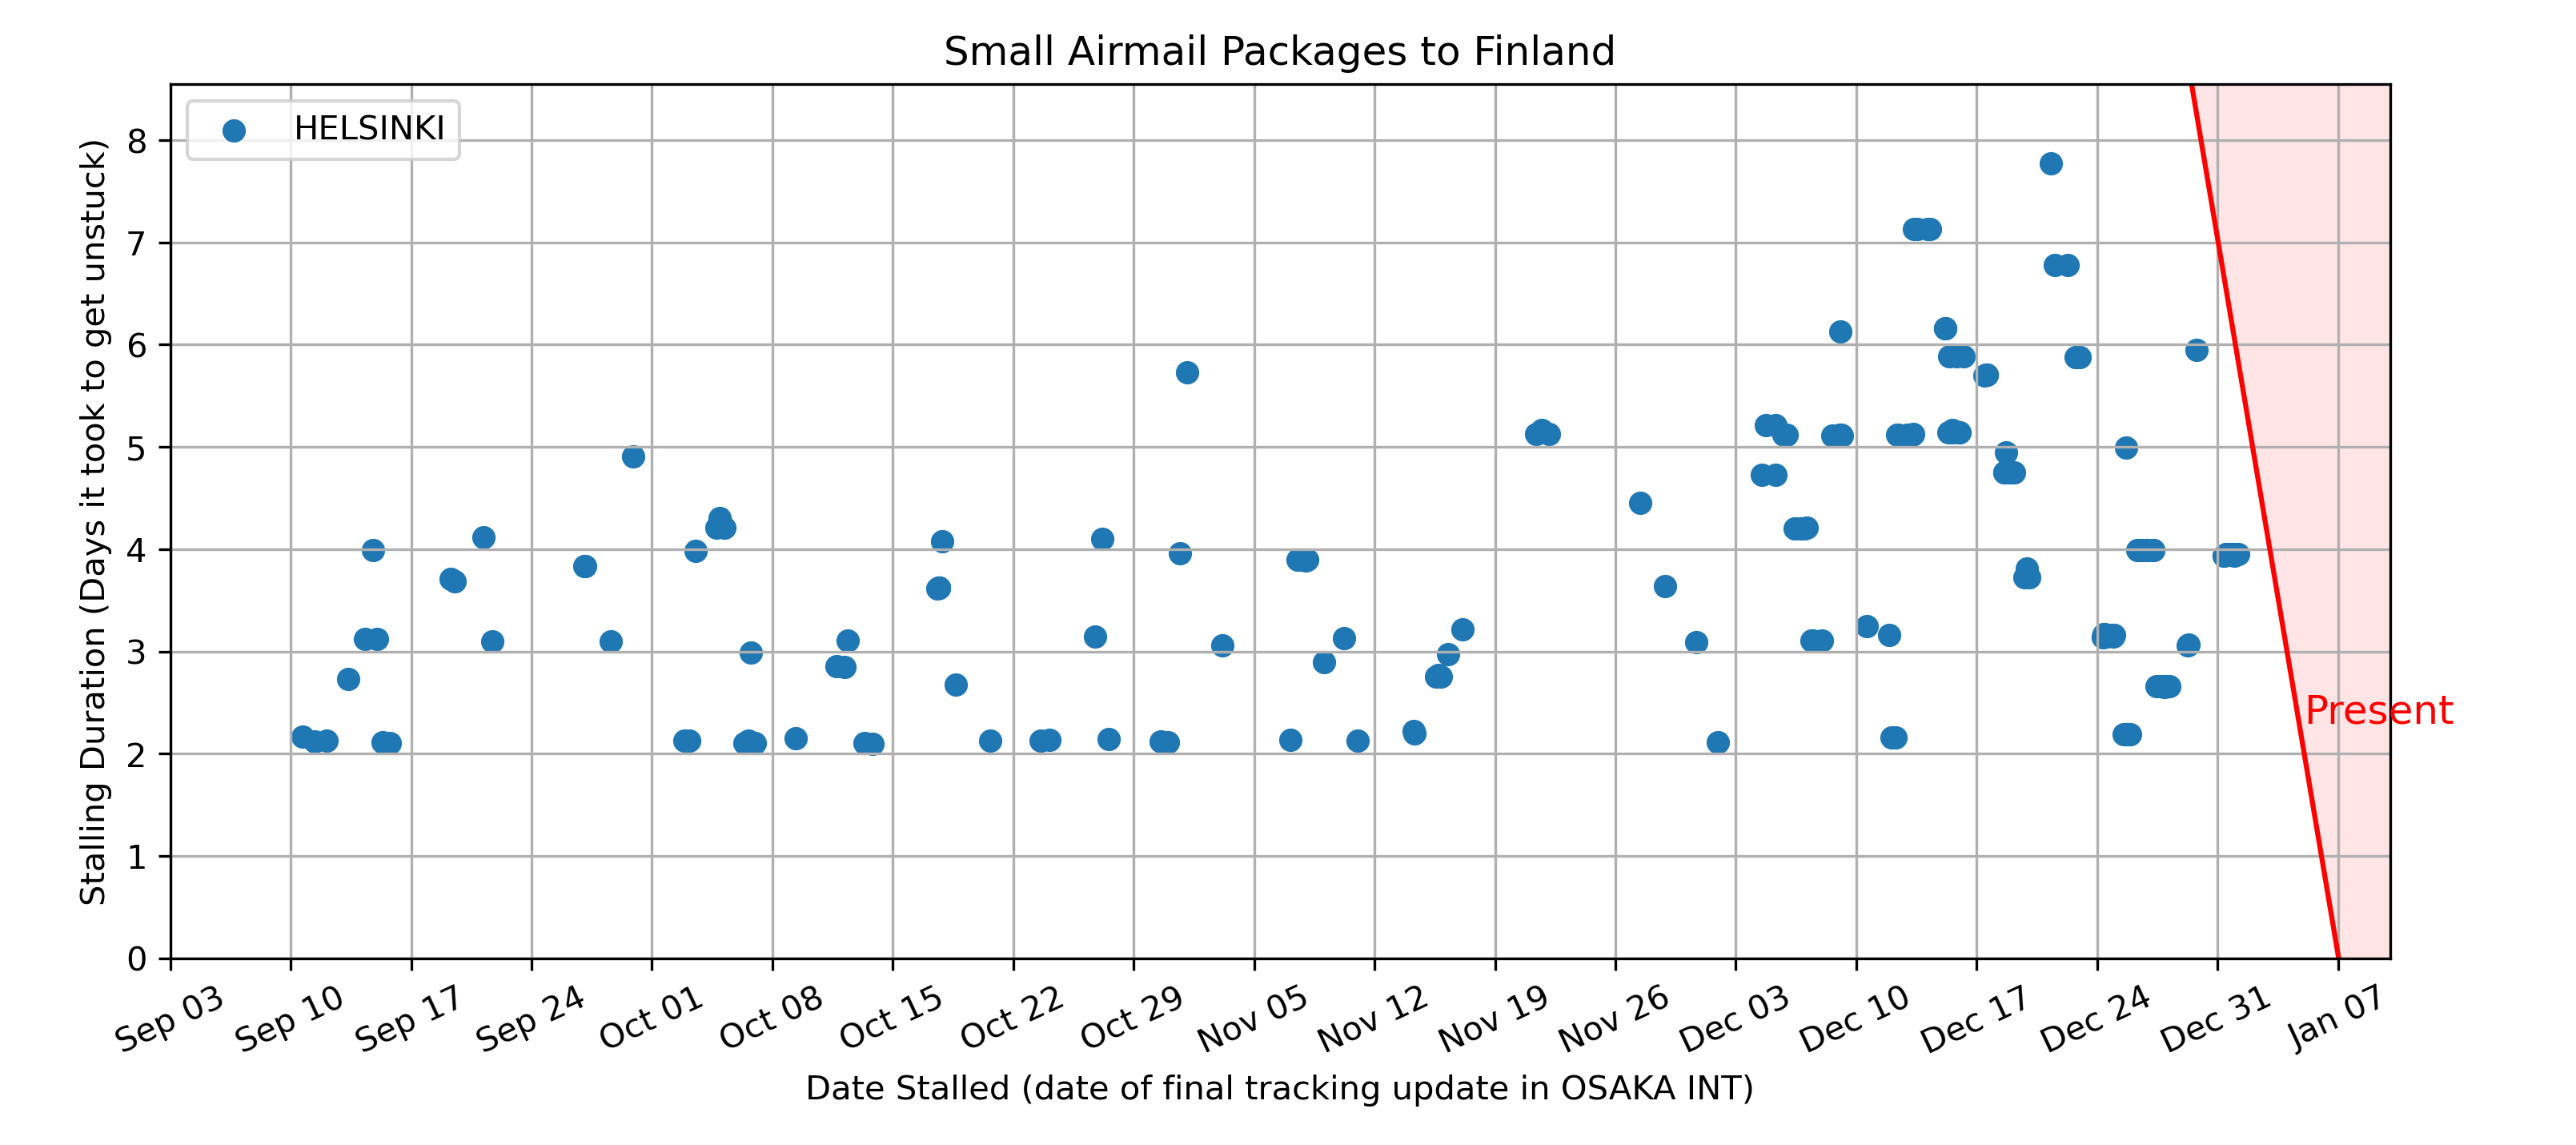 Small Airmail Packages to Finland
HELSINKI
Stalling Duration (Days it took to get unstuck)
8
7
6
5
4
3
2
1
0
Present
Sep 03
Sep 10
Sep 17
Sep 24
Oct 01
Oct 08
Oct 15
Oct 22
Oct 29
Nov 05
Nov 12
Nov 19
Nov 26
Dec 03
Dec 10
Dec 17
Dec 24
Dec 31
Jan 07
Date Stalled (date of final tracking update in OSAKA INT)